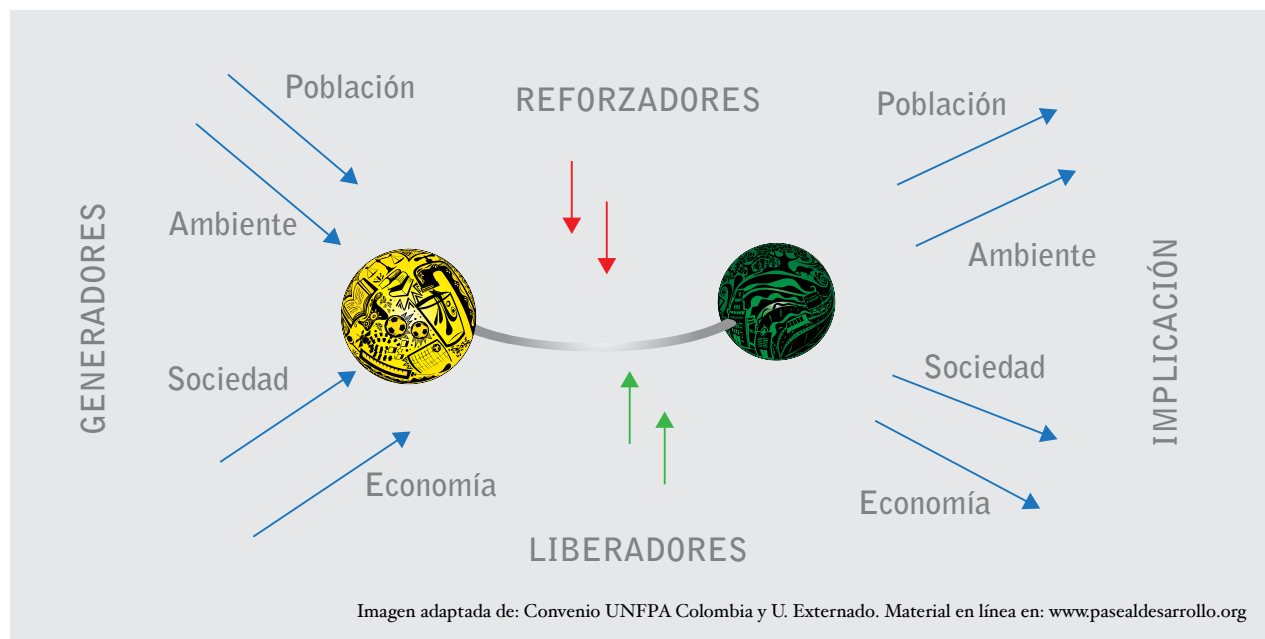 GENERADORES
Población
Ambiente
Sociedad
Economía
REFORZADORES
LIBERADORES
Población
Ambiente
Sociedad
Economía
IMPLICACIÓN
Imagen adaptada de: Convenio UNFPA Colombia y U. Externado. Material en línea en: www.pasealdesarrollo.org